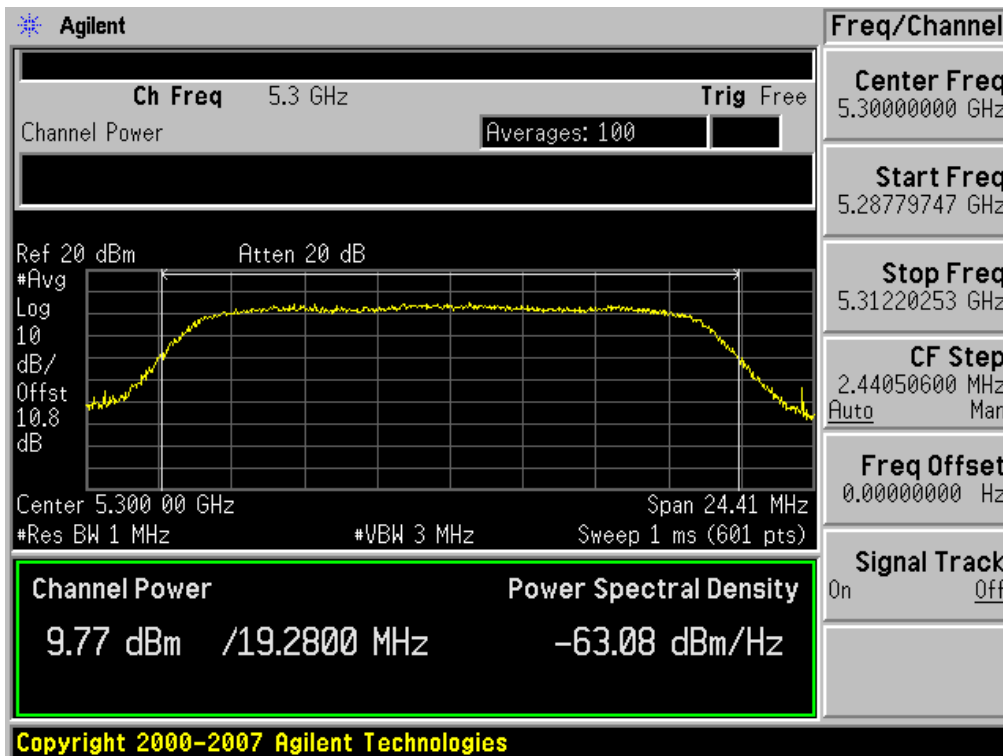 Agilent
Freq/Channel
Ch Freq 5.3 GHz Trig Free
Channel Power Averages: 100
Center Freq
5.30000000 GHz
Start Freq
5.28779747 GHz
Stop Freq
5.31220253 GHz
CF Step
2.44050600 MHz
Auto Man
Freq Offset
0.00000000 Hz
Signal Track
On Off
Ref 20 dBm Atten 20 dB
#Avg
Log
10
dB/
Offst
10.8
dB
Center 5.300 00 GHz Span 24.41 MHz
#Res BW 1 MHz #VBW 3 MHz Sweep 1 ms (601 pts)
Channel Power Power Spectral Density
9.77 dBm /19.2800 MHz -63.08 dBm/Hz
Copyright 2000-2007 Agilent Technologies